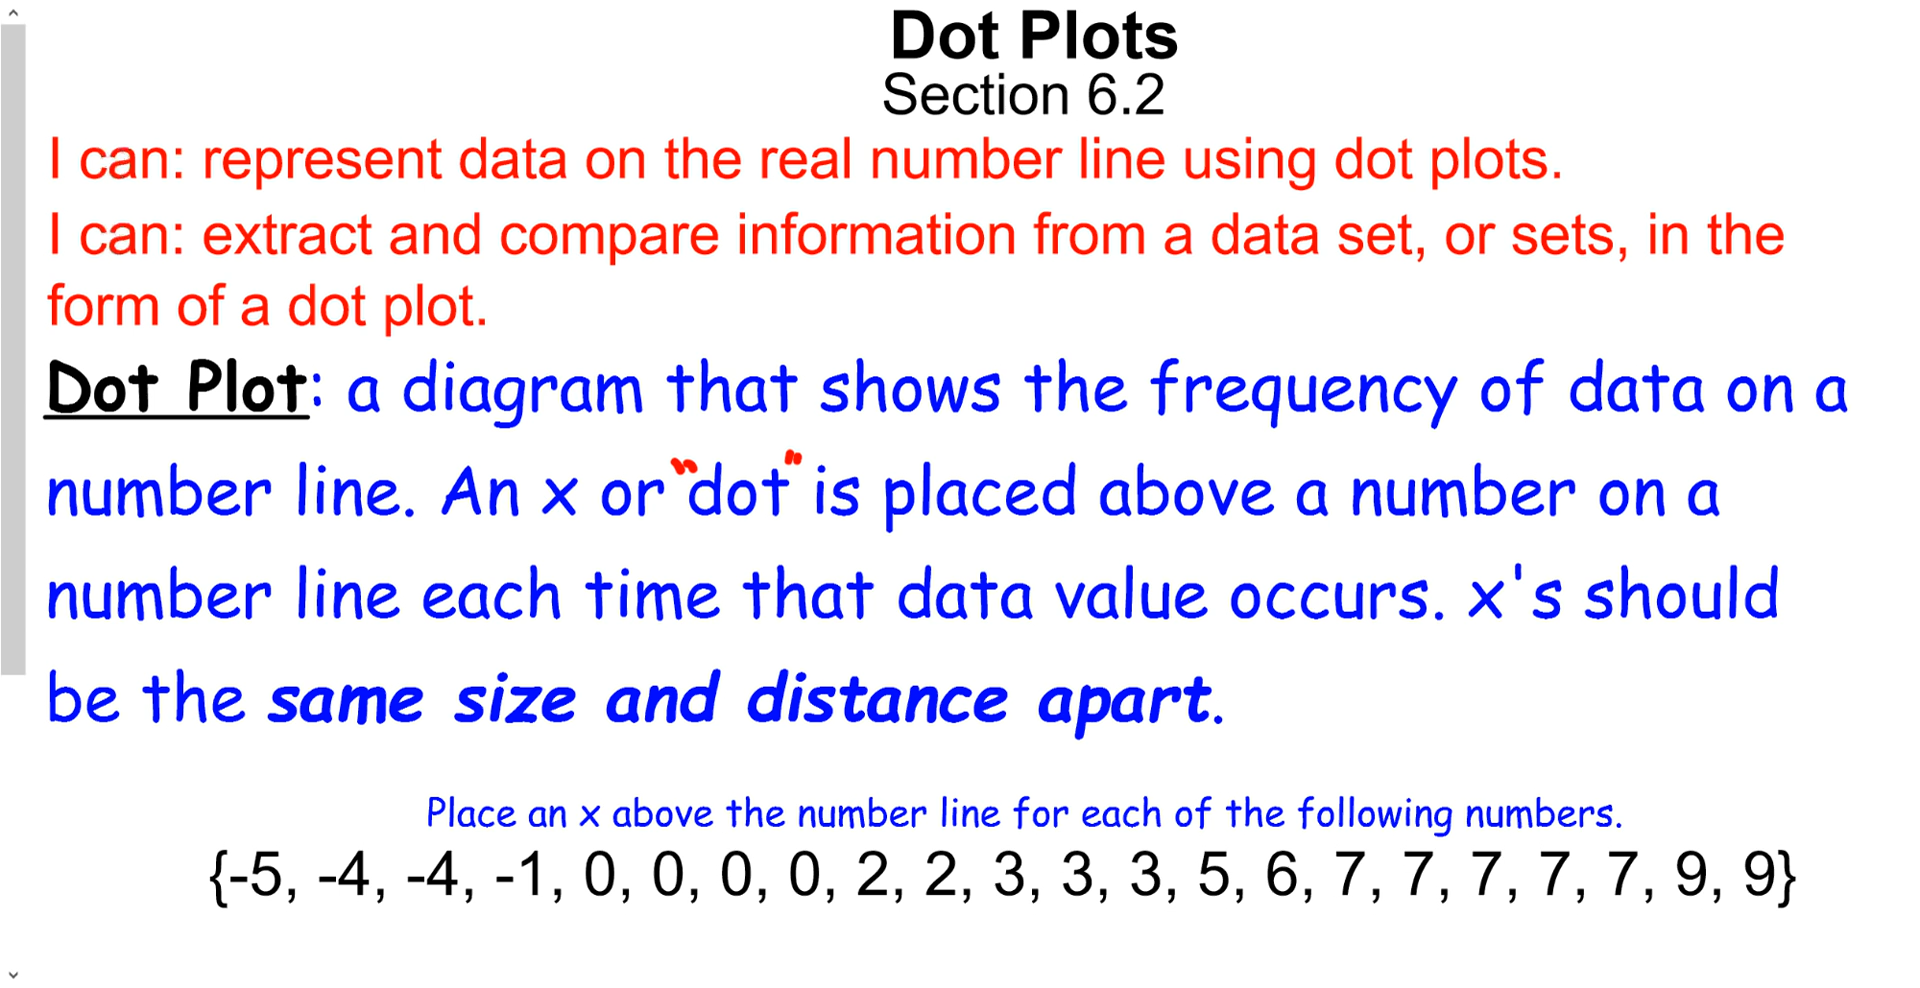 Dot Plots
Section 6.2
I can: represent data on the real number line using dot plots.
I can: extract and compare information from a data set, or sets, in the
form of a dot plot.
Dot Plot: a diagram that shows the frequency of data on a
number line. An x or "dot" is placed above a number on a
number line each time that data value occurs. x's should
be the same size and distance apart.
Place an x above the number line for each of the following numbers.
{-5, -4, -4, -1, 0, 0, 0, 0, 2, 2, 3, 3, 3, 5, 6, 7, 7, 7, 7, 7, 9, 9}